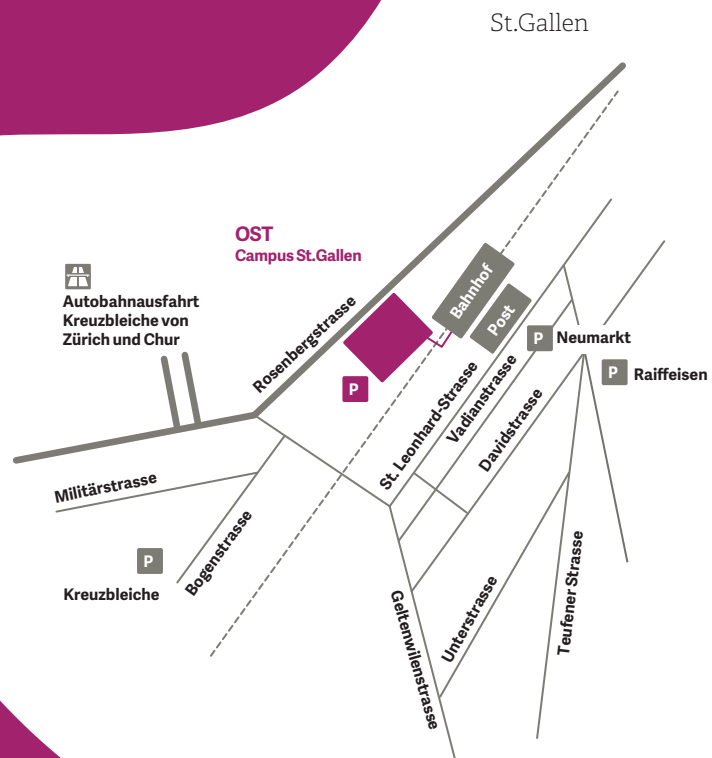 St.Gallen
OST
Campus St.Gallen
Autobahnausfahrt
Kreuzbleiche von
Zürich und Chur
Rosenbergstrasse
Bahnhof
Post
P
Neumarkt
P
Raiffeisen
P
St. Leonhard-Strasse
Vadianstrasse
Davidstrasse
Militärstrasse
Bogenstrasse
P
Kreuzbleiche
Geltenwilenstrasse
Unterstrasse
Teufener Strasse